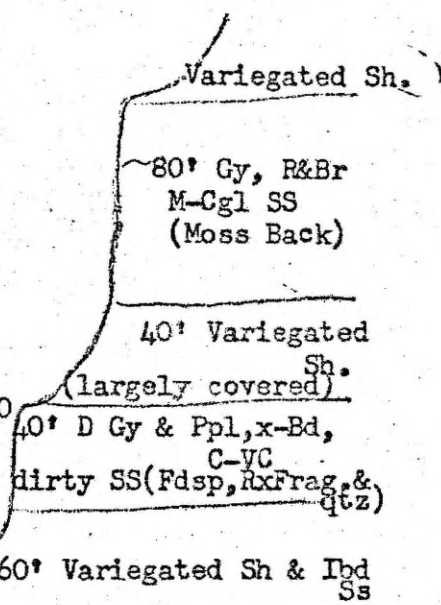 Variegated Sh.
80' Gy, R&Br
M-Cgl SS
(Moss Back)
40' Variegated
Sh.
(largely covered)
0
40' D Gy & Ppl,x-Bd,
C-VC
dirty SS(Fdsp,RxFrag.&
qtz)
60' Variegated Sh & Ibd
Ss